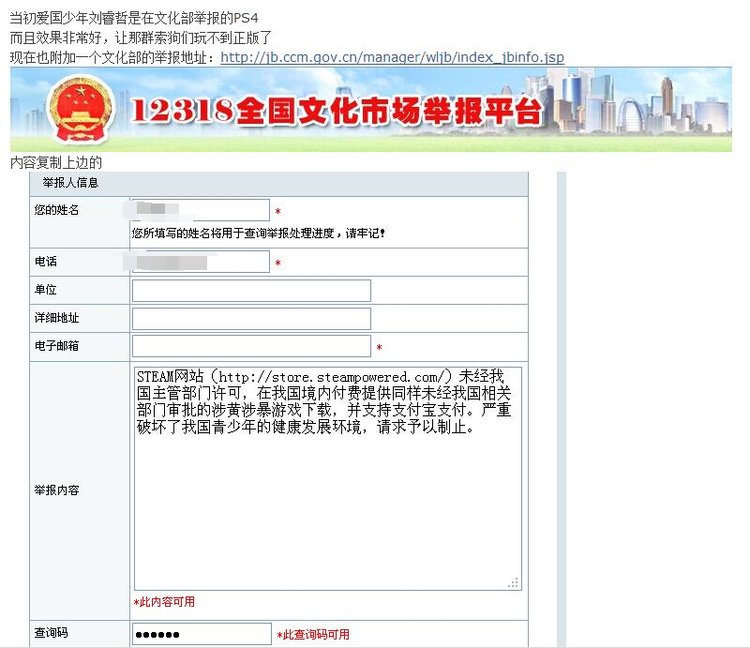 当初爱国少年刘睿哲是在文化部举报的PS4
而且效果非常好，让那群索狗们玩不到正版了
现在也附加一个文化部的举报地址：http://jb.ccm.gov.cn/manager/wljb/index_jbinfo.jsp
12318全国文化市场举报平台
内容复制上边的
举报人信息
您的姓名 *
您所填写的姓名将用于查询举报处理进度，请牢记!
电话 *
单位
详细地址
电子邮箱 *
STEAM网站（http://store.steampowered.com/）未经我
国主管部门许可，在我国境内付费提供同样未经我国相关
部门审批的涉黄涉暴游戏下载，并支持支付宝支付。严重
破坏了我国青少年的健康发展环境，请求予以制止。
举报内容
*此内容可用
查询码 ●●●●●● *此查询码可用